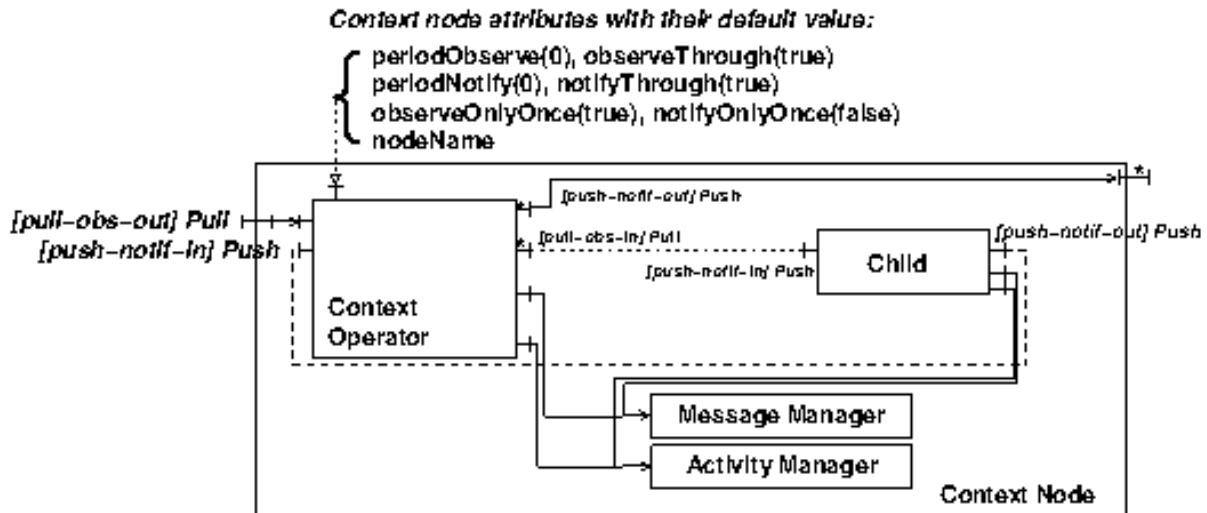 Context node attributes with their default value:
periodObserve(0), observeThrough(true)
periodNotify(0), notifyThrough(true)
observeOnlyOnce(true), notifyOnlyOnce(false)
nodeName
*
[pull-obs-out] Pull
[push-notif-in] Push
* [push-notif-out] Push
* [pull-obs-in] Pull
[push-notif-in] Push
[push-notif-out] Push
Child
Context
Operator
Message Manager
Activity Manager
Context Node